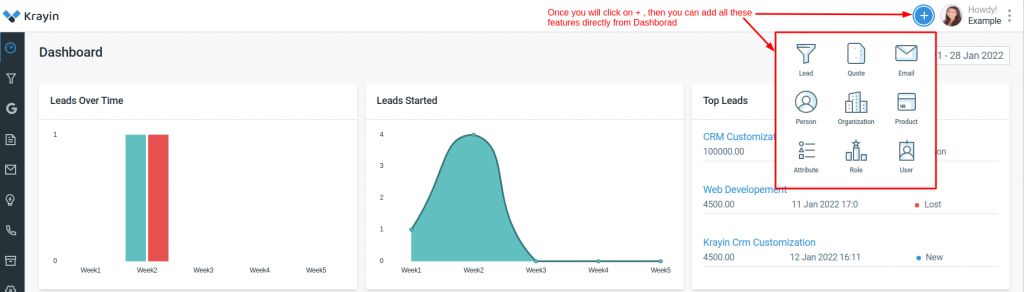 Krayin
Once you will click on + , then you can add all these
features directly from Dashborad
Howdy!
Example
Dashboard
1 - 28 Jan 2022
Lead
Quote
Email
Person
Organization
Product
Attribute
Role
User
Leads Over Time
1
0
Week1
Week2
Week3
Week4
Week5
Leads Started
4
3
2
1
0
Week1
Week2
Week3
Week4
Week5
Top Leads
CRM Customiza
100000.00
on
Web Developement
4500.00
11 Jan 2022 17:0
Lost
Krayin Crm Customization
4500.00
12 Jan 2022 16:11
New